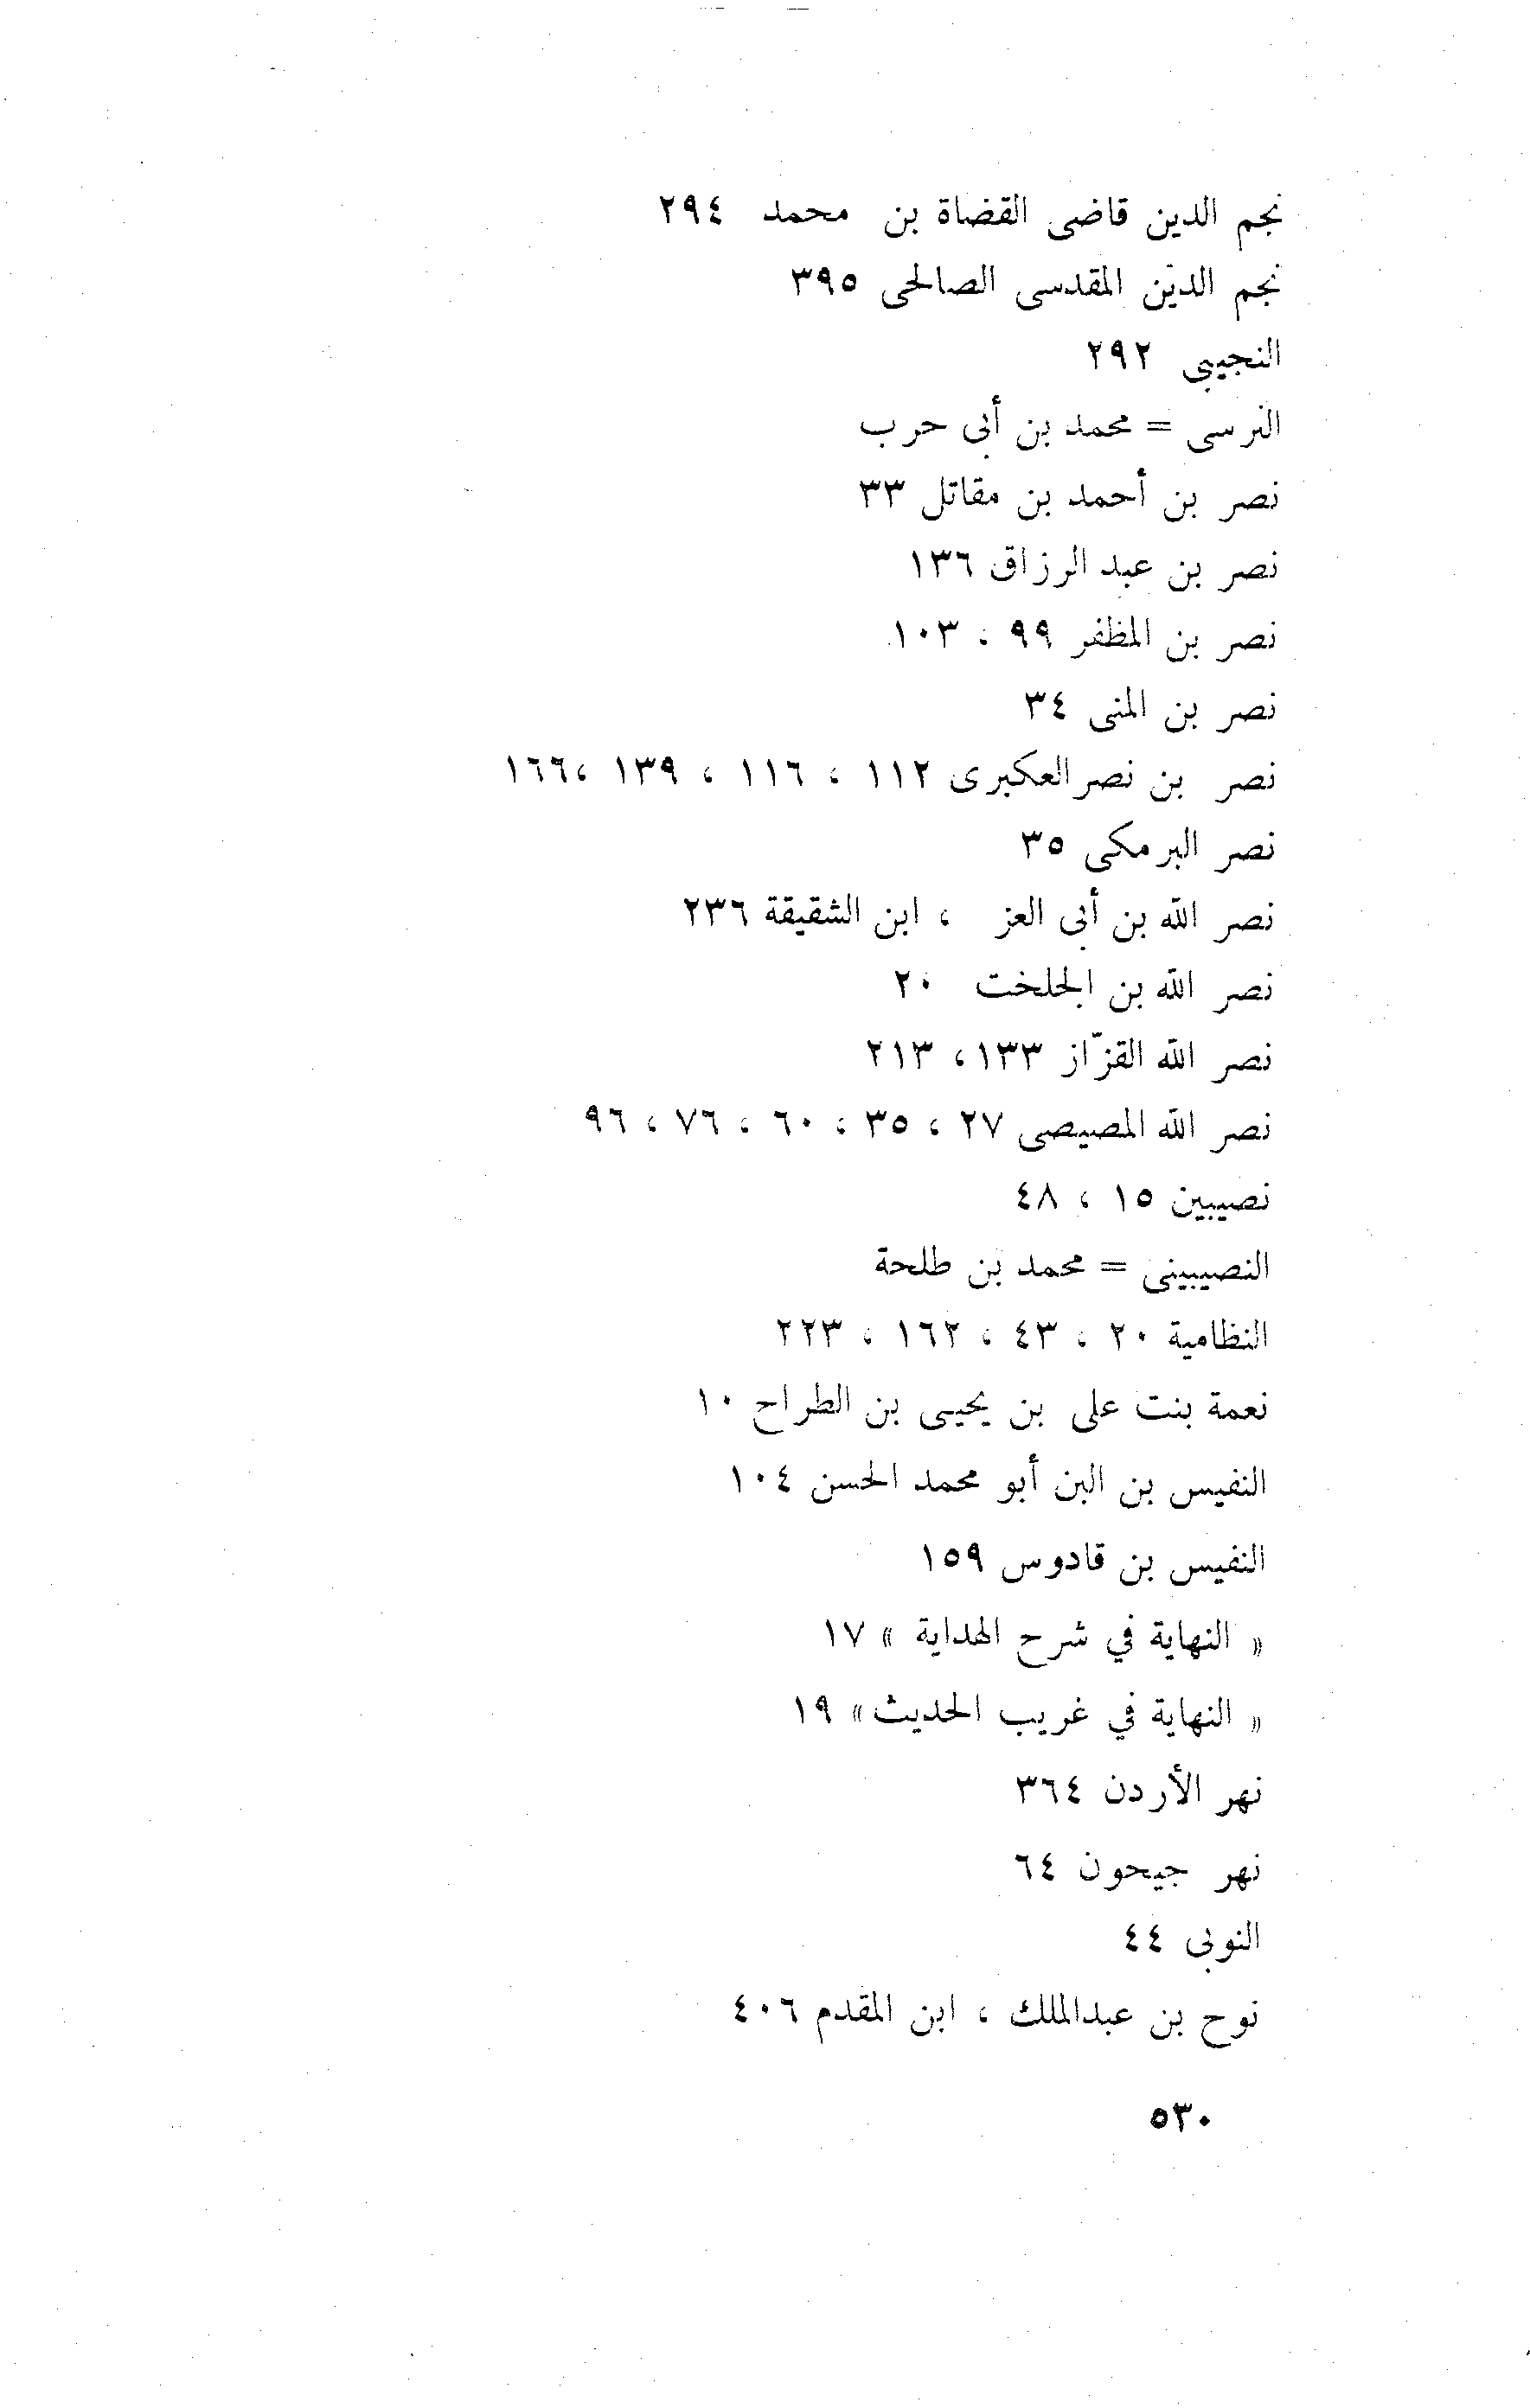 نجم الدين قاضى القضاة بن محمد ٢٩٤
نجم الدين المقدسى الصالحى ٣٩٥
النجيبى ٢٩٢
النرسى = محمد بن أبى حرب
نصر بن أحمد بن مقاتل ٣٣
نصر بن عبد الرزاق ١٣٦
نصر بن المظفر ٩٩ ، ١٠٣
نصر بن المنى ٣٤
نصر بن نصر العكبرى ١١٢ ، ١١٦ ، ١٣٩ ،١٦٦
نصر البرمكى ٣٥
نصر الله بن أبى العز ، ابن الشقيقة ٢٣٦
نصر الله بن الجلخت ٢٠
نصر الله القزّاز ١٣٣، ٢١٣
نصر الله المصيصى ٢٧ ، ٣٥ ، ٦٠ ، ٧٦ ، ٩٦
نصيبين ١٥ ، ٤٨
النصيبينى = محمد بن طلحة
النظامية ٢٠ ، ٤٣ ، ١٦٢ ، ٢٢٣
نعمة بنت على بن يحيى بن الطراح ١٠
النفيس بن البن أبو محمد الحسن ١٠٤
النفيس بن قادوس ١٥٩
« النهاية في شرح الهداية » ١٧
« النهاية في غريب الحديث» ١٩
نهر الأردن ٣٦٤
نهر جيحون ٦٤
النوبى ٤٤
نوح بن عبدالملك ، ابن المقدم ٤٠٦
٥٣٠